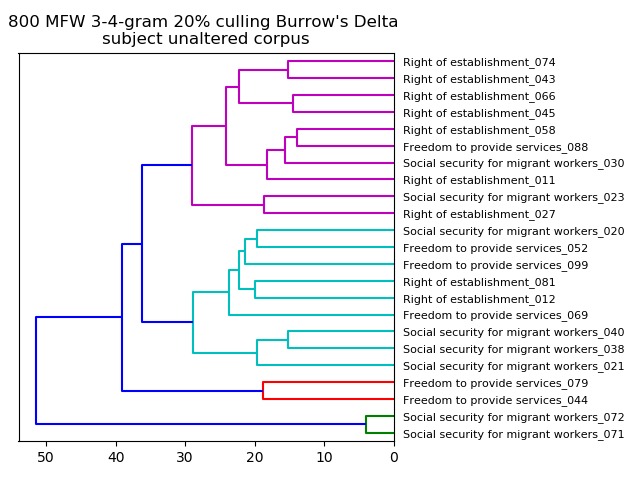 800 MFW 3-4-gram 20% culling Burrow's Delta
subject unaltered corpus
Right of establishment_074
Right of establishment_043
Right of establishment_066
Right of establishment_045
Right of establishment_058
Freedom to provide services_088
Social security for migrant workers_030
Right of establishment_011
Social security for migrant workers_023
Right of establishment_027
Social security for migrant workers_020
Freedom to provide services_052
Freedom to provide services_099
Right of establishment_081
Right of establishment_012
Freedom to provide services_069
Social security for migrant workers_040
Social security for migrant workers_038
Social security for migrant workers_021
Freedom to provide services_079
Freedom to provide services_044
Social security for migrant workers_072
Social security for migrant workers_071
50 40 30 20 10 0